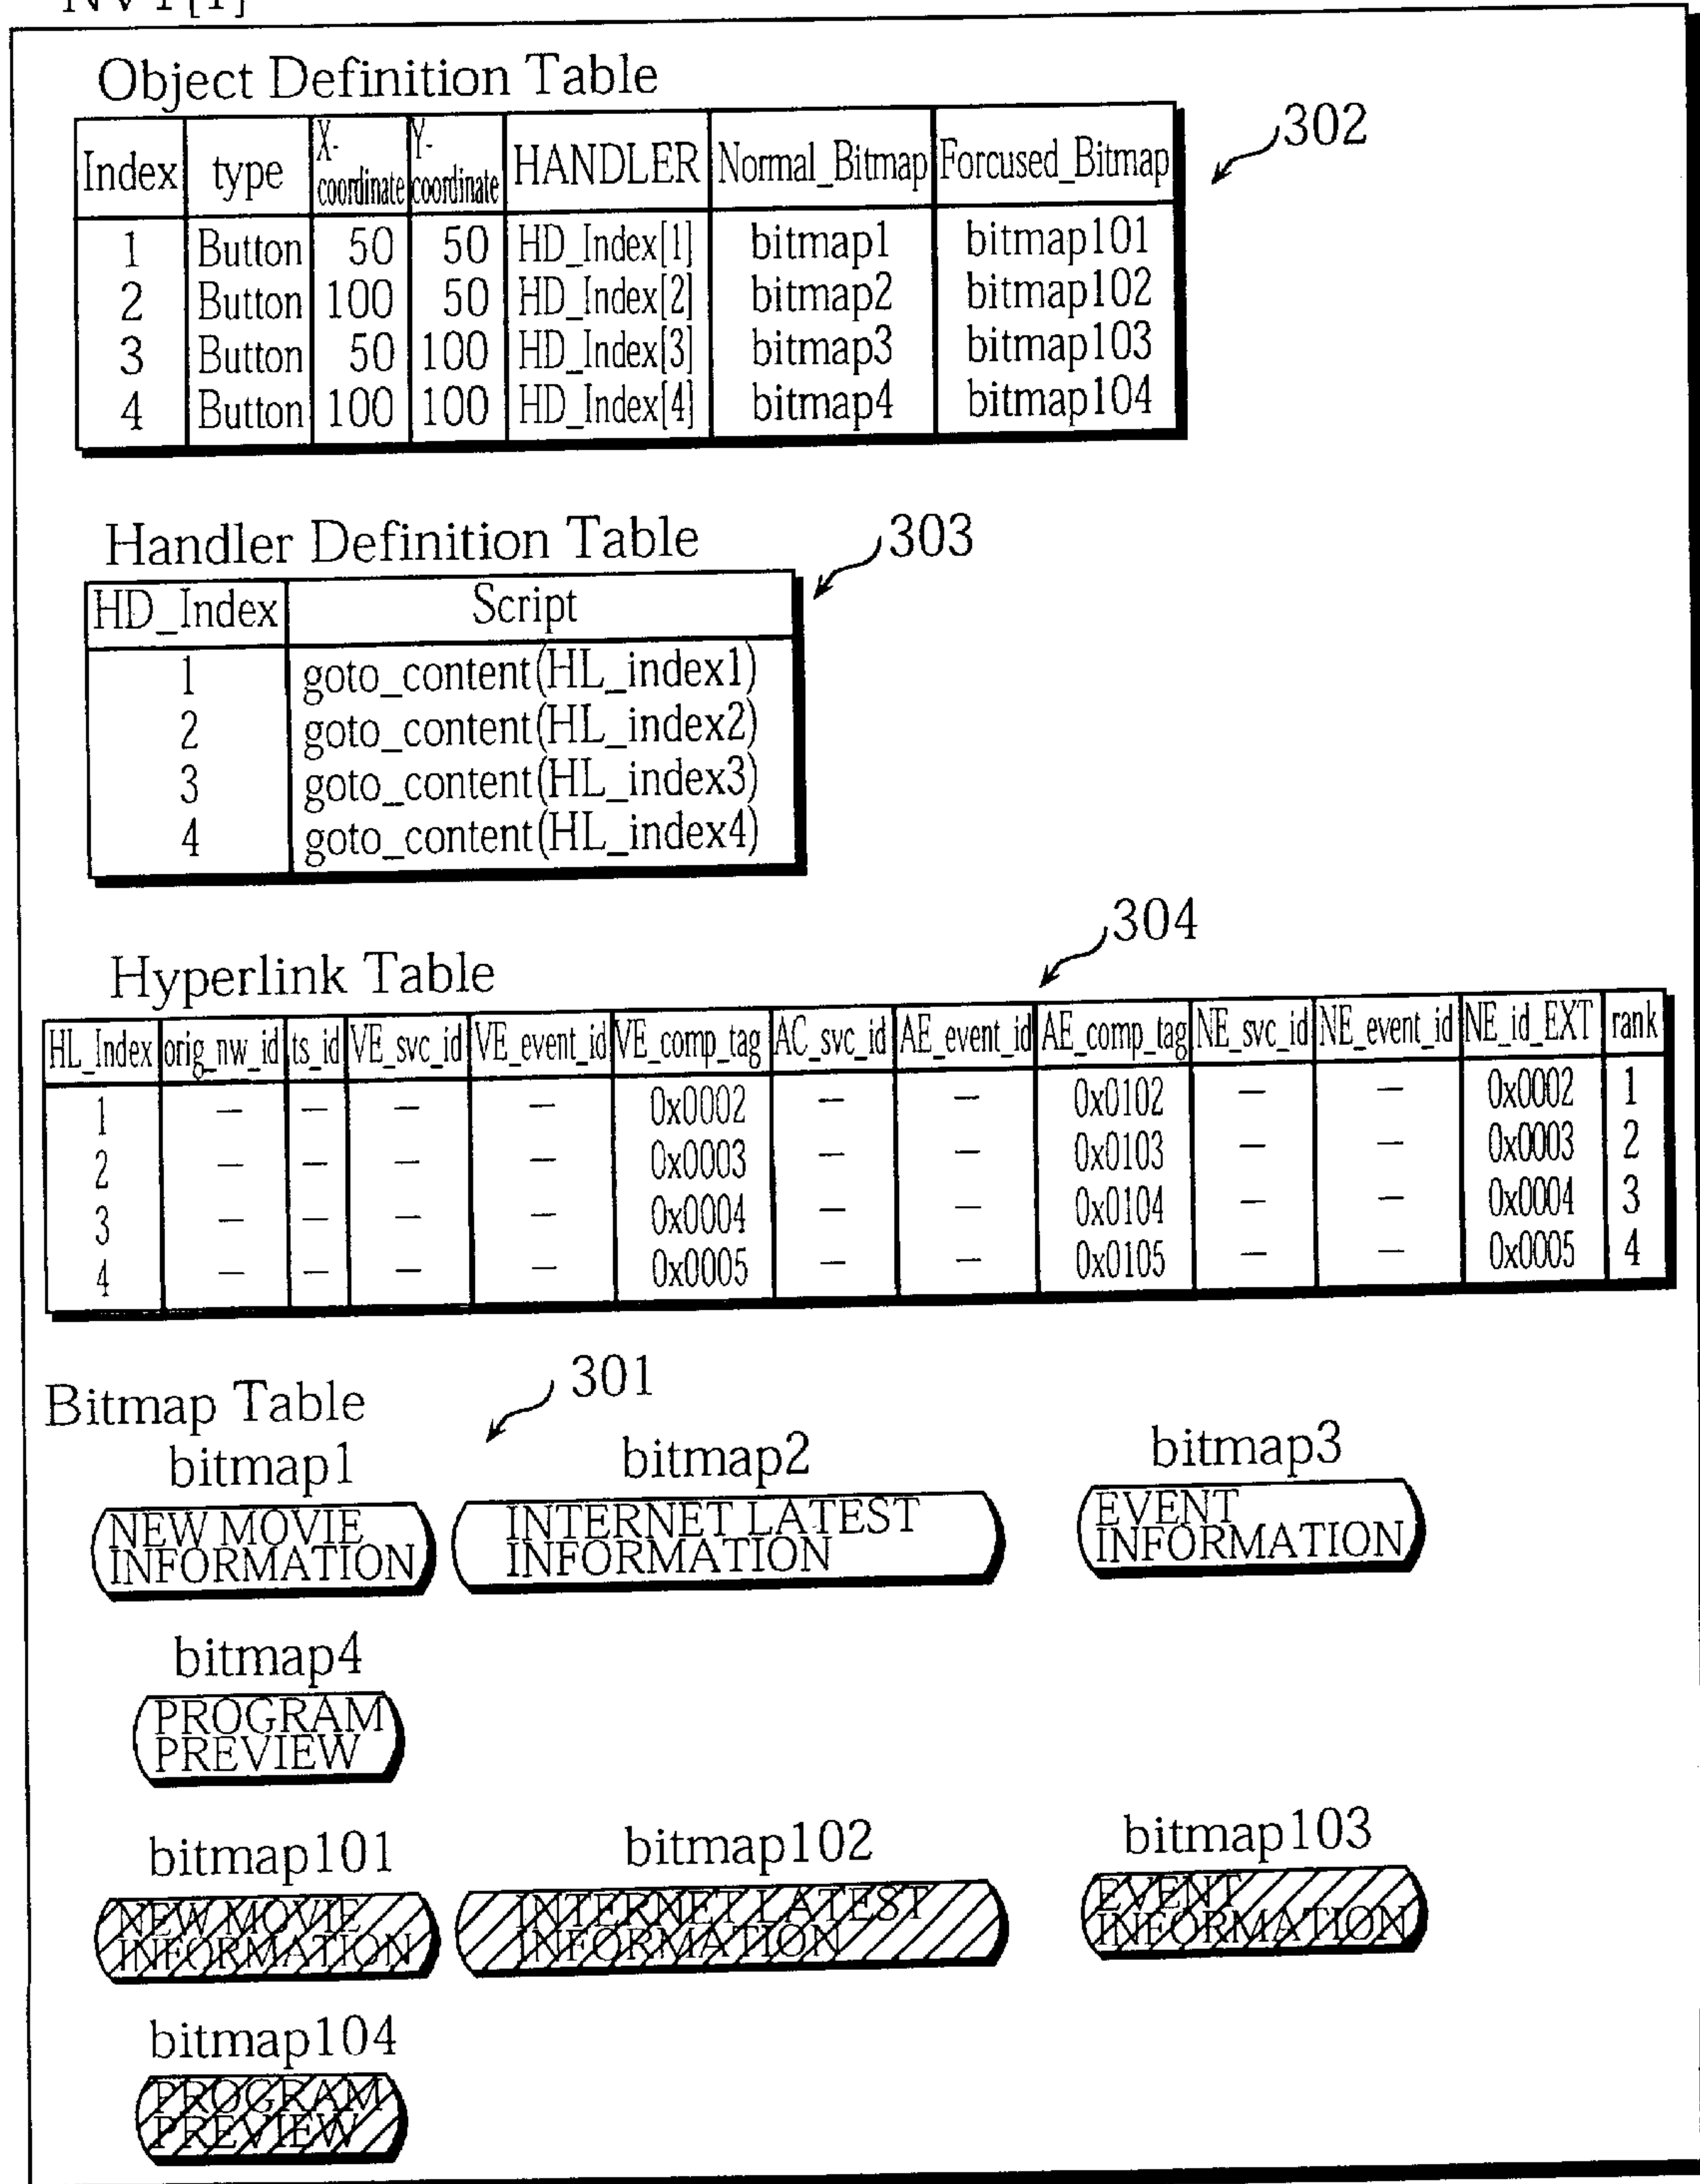 NVT[1]
Object Definition Table
302
Index type X-coordinate Y-coordinate HANDLER Normal_Bitmap Forcused_Bitmap
1 Button 50 50 HD_Index[1] bitmap1 bitmap101
2 Button 100 50 HD_Index[2] bitmap2 bitmap102
3 Button 50 100 HD_Index[3] bitmap3 bitmap103
4 Button 100 100 HD_Index[4] bitmap4 bitmap104
Handler Definition Table
303
HD_Index Script
1 goto_content(HL_index1)
2 goto_content(HL_index2)
3 goto_content(HL_index3)
4 goto_content(HL_index4)
304
Hyperlink Table
HL_Index orig_nw_id ts_id VE_svc_id VE_event_id VE_comp_tag AC_svc_id AE_event_id AE_comp_tag NE_svc_id NE_event_id NE_id_EXT rank
1 – – – – 0x0002 – – 0x0102 – – 0x0002 1
2 – – – – 0x0003 – – 0x0103 – – 0x0003 2
3 – – – – 0x0004 – – 0x0104 – – 0x0004 3
4 – – – – 0x0005 – – 0x0105 – – 0x0005 4
Bitmap Table
301
bitmap1 bitmap2 bitmap3
NEW MOVIE
INFORMATION
INTERNET LATEST
INFORMATION
EVENT
INFORMATION
bitmap4
PROGRAM
PREVIEW
bitmap101 bitmap102 bitmap103
NEW MOVIE
INFORMATION
INTERNET LATEST
INFORMATION
EVENT
INFORMATION
bitmap104
PROGRAM
PREVIEW